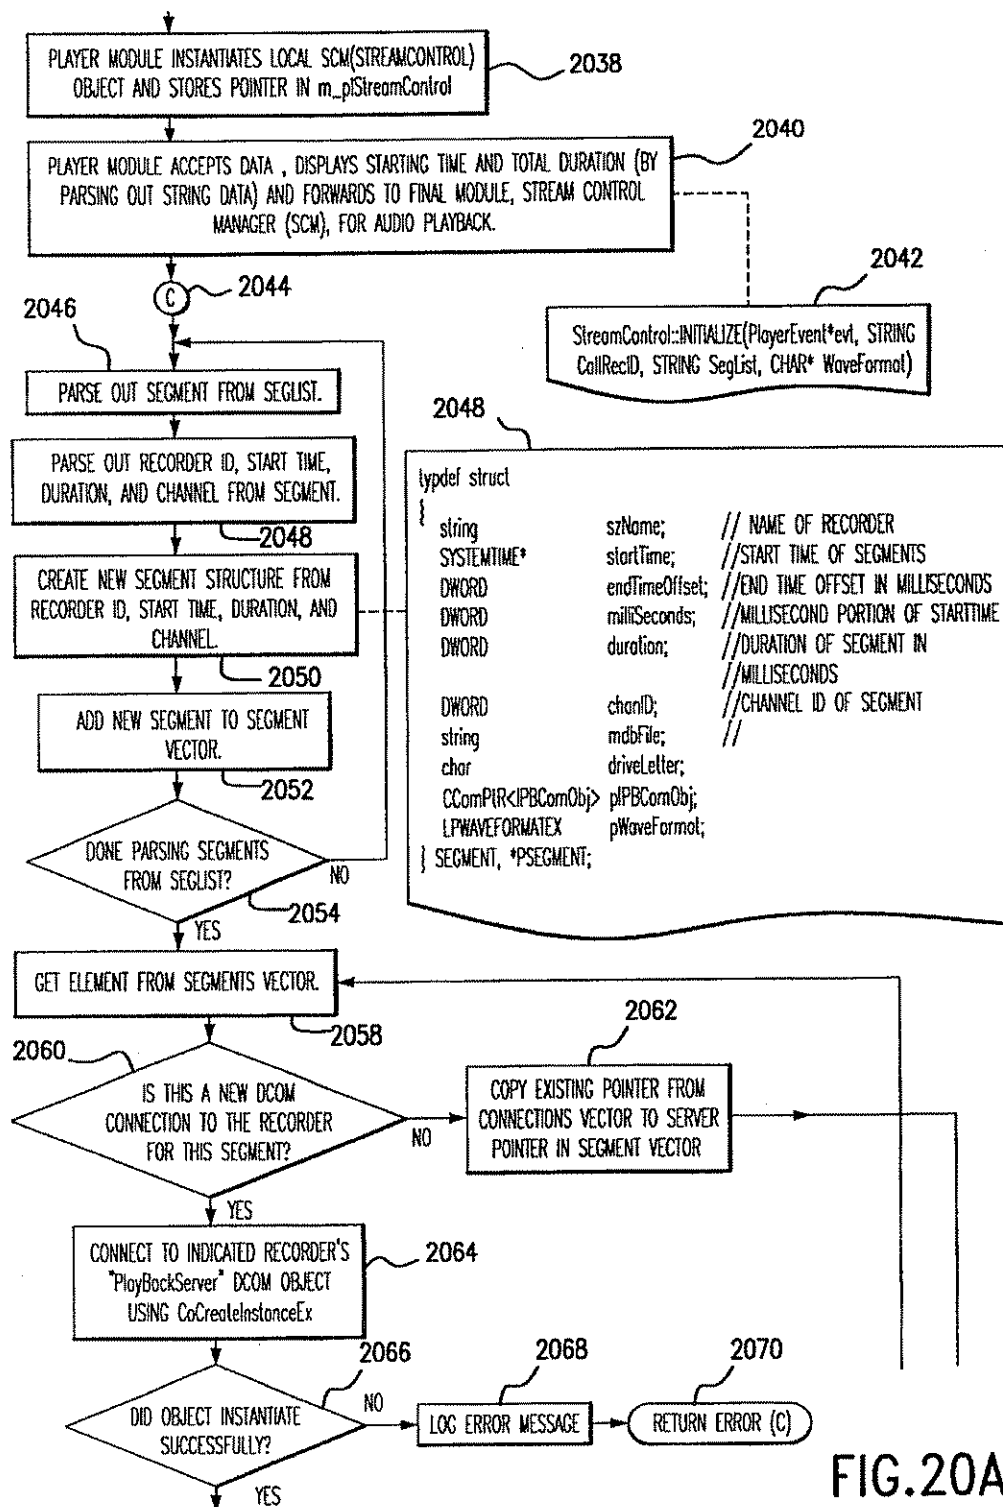 PLAYER MODULE INSTANTIATES LOCAL SCM(STREAMCONTROL)
OBJECT AND STORES POINTER IN m_plStreamControl
2038
2040
PLAYER MODULE ACCEPTS DATA , DISPLAYS STARTING TIME AND TOTAL DURATION (BY
PARSING OUT STRING DATA) AND FORWARDS TO FINAL MODULE, STREAM CONTROL
MANAGER (SCM), FOR AUDIO PLAYBACK.
C
2044
2042
StreamControl::INITIALIZE(PlayerEvent*evt, STRING
CallRecID, STRING SegList, CHAR* WaveFormat)
2046
PARSE OUT SEGMENT FROM SEGLIST.
PARSE OUT RECORDER ID, START TIME,
DURATION, AND CHANNEL FROM SEGMENT.
2048
CREATE NEW SEGMENT STRUCTURE FROM
RECORDER ID, START TIME, DURATION, AND
CHANNEL.
2050
ADD NEW SEGMENT TO SEGMENT
VECTOR.
2052
DONE PARSING SEGMENTS
FROM SEGLIST?
NO
2054
YES
2048
typdef struct
{
string szName; // NAME OF RECORDER
SYSTEMTIME* startTime; //START TIME OF SEGMENTS
DWORD endTimeOffset; //END TIME OFFSET IN MILLISECONDS
DWORD milliSeconds; //MILLISECOND PORTION OF STARTTIME
DWORD duration; //DURATION OF SEGMENT IN
//MILLISECONDS
DWORD chanID; //CHANNEL ID OF SEGMENT
string mdbFile; //
char driveLetter;
CComPtR<IPBComObj> pIPBComObj;
LPWAVEFORMATEX pWaveFormat;
} SEGMENT, *PSEGMENT;
GET ELEMENT FROM SEGMENTS VECTOR.
2058
2060
IS THIS A NEW DCOM
CONNECTION TO THE RECORDER
FOR THIS SEGMENT?
NO
YES
2062
COPY EXISTING POINTER FROM
CONNECTIONS VECTOR TO SERVER
POINTER IN SEGMENT VECTOR
CONNECT TO INDICATED RECORDER'S
"PlayBackServer" DCOM OBJECT
USING CoCreateInstanceEx
2064
2066
DID OBJECT INSTANTIATE
SUCCESSFULLY?
NO
YES
2068
LOG ERROR MESSAGE
2070
RETURN ERROR (C)
FIG.20A